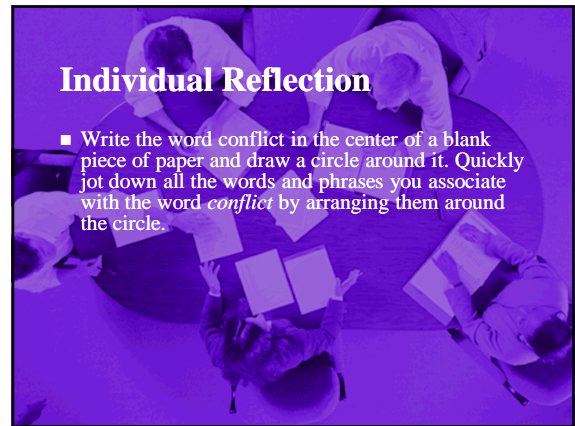 Individual Reflection
■ Write the word conflict in the center of a blank
piece of paper and draw a circle around it. Quickly
jot down all the words and phrases you associate
with the word conflict by arranging them around
the circle.